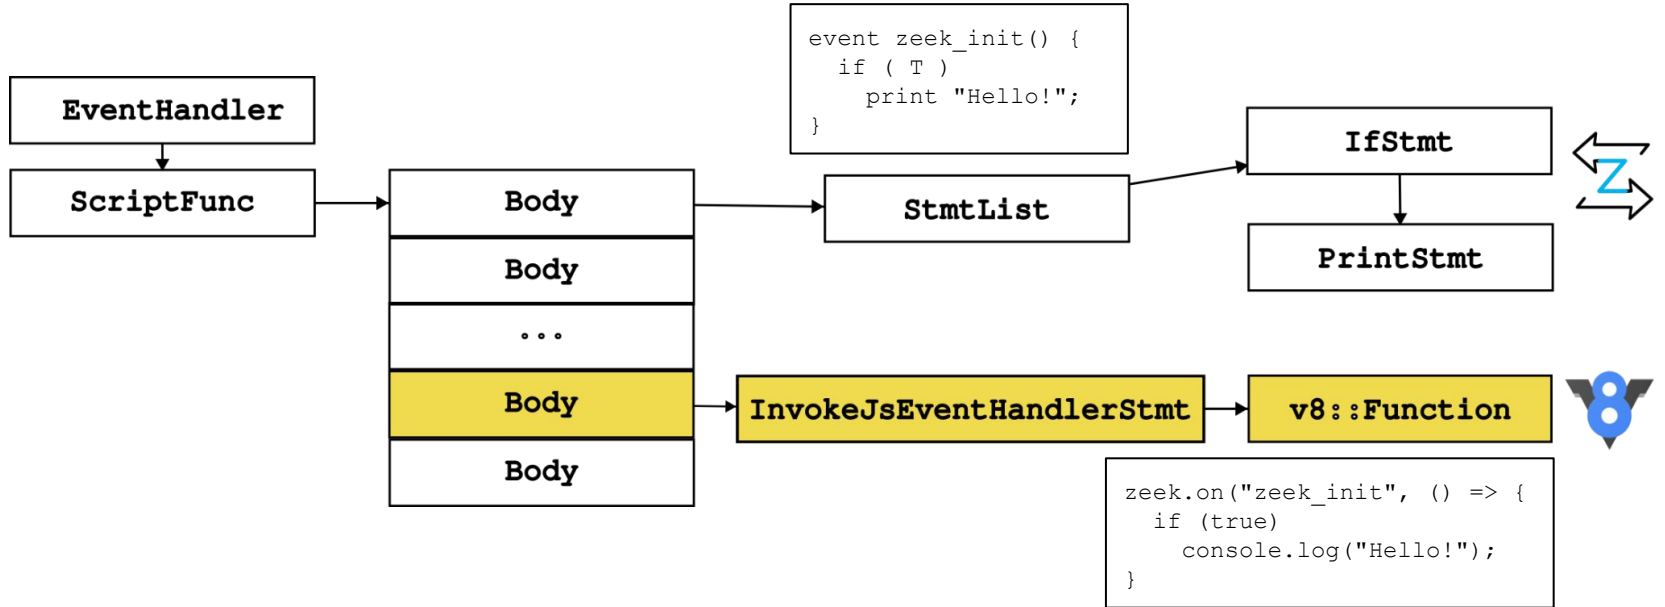 event zeek_init() {
  if ( T )
    print "Hello!";
}
EventHandler
ScriptFunc
Body
Body
...
Body
Body
StmtList
IfStmt
PrintStmt
Z
InvokeJsEventHandlerStmt
v8::Function
8
zeek.on("zeek_init", () => {
  if (true)
    console.log("Hello!");
}